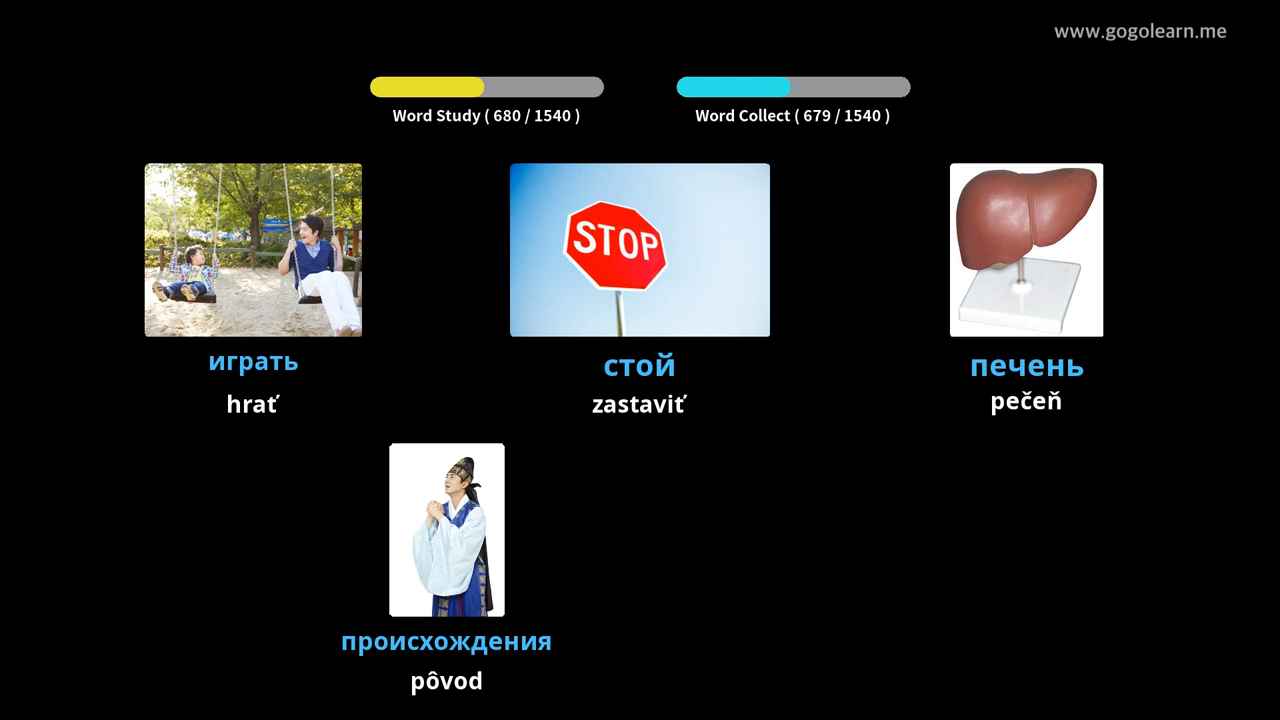 www.gogolearn.me
Word Study ( 680 / 1540 )
Word Collect ( 679 / 1540 )
STOP
играть
стой
печень
hrať
zastaviť
pečeň
происхождения
pôvod